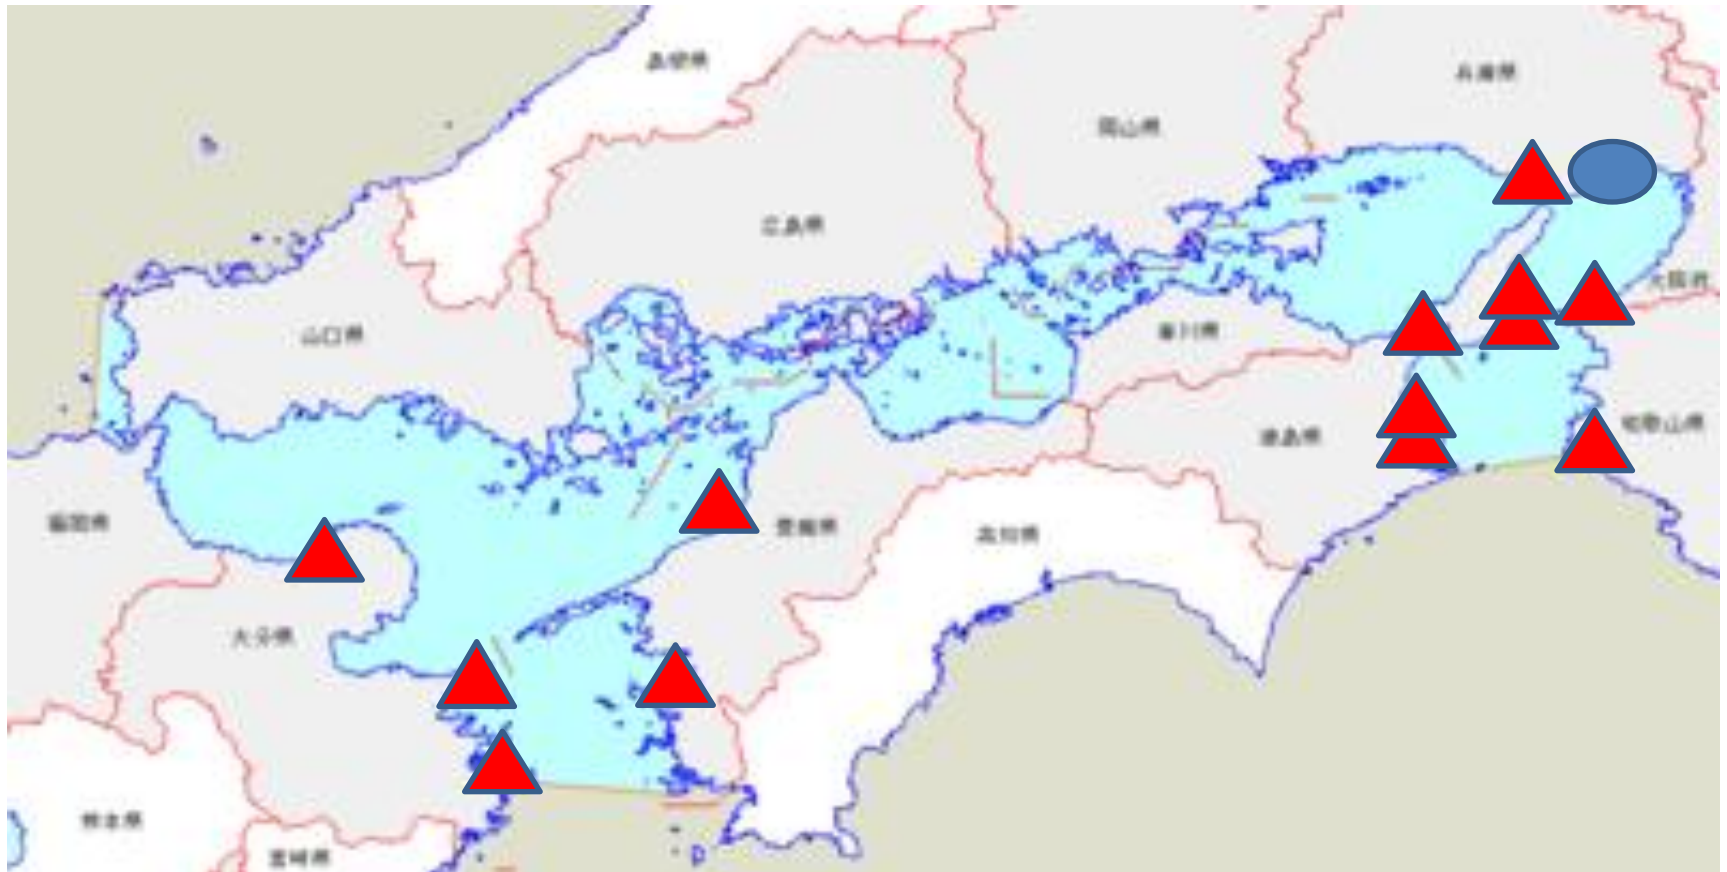 島根県
兵庫県
岡山県
広島県
大阪府
山口県
香川県
和歌山県
徳島県
福岡県
愛媛県
高知県
大分県
熊本県
宮崎県